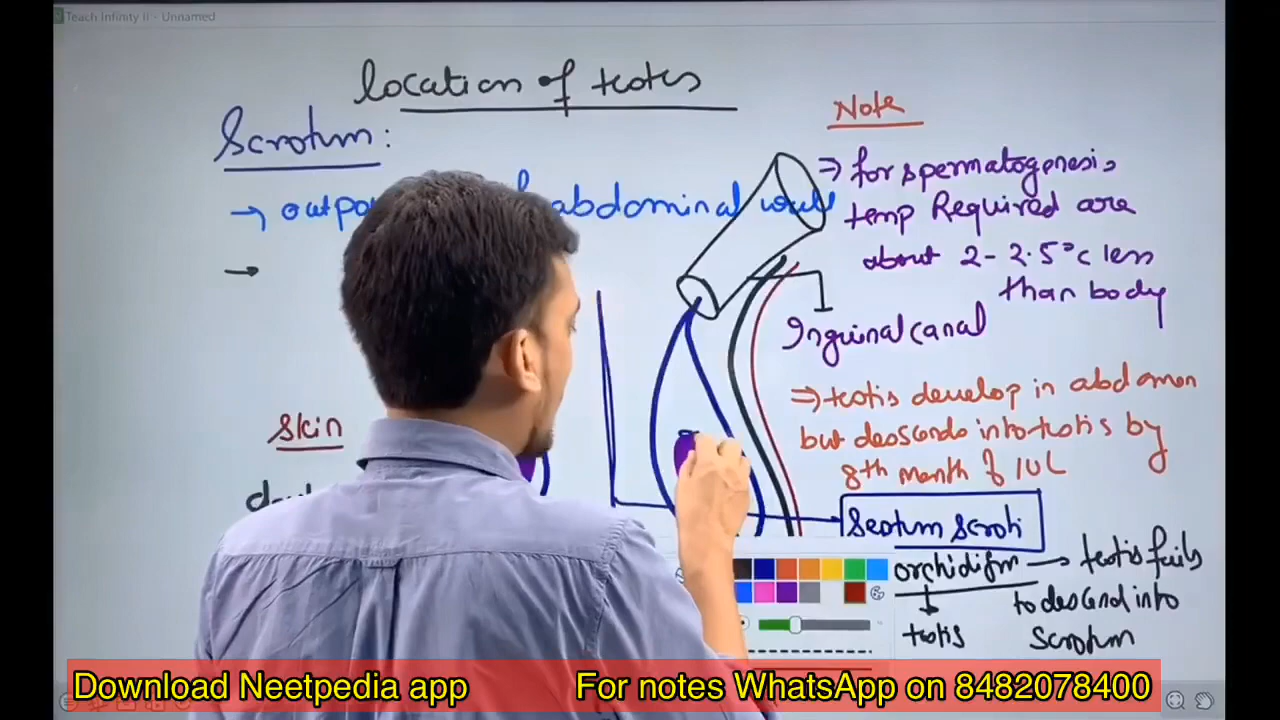 Teach Infinity II - Unnamed
location of testes
Scrotum:
→ outpo abdominal wall
→
Skin
Note
⇒ for spermatogenesis
temp Required are
about 2-2.5°c less
than body
Inguinal canal
⇒ testis develop in abdomen
but descends into testis by
8th month of IUL
Septum scroti
→ testis fails
to descend into
scrotum
testis
Download Neetpedia app
For notes WhatsApp on 8482078400